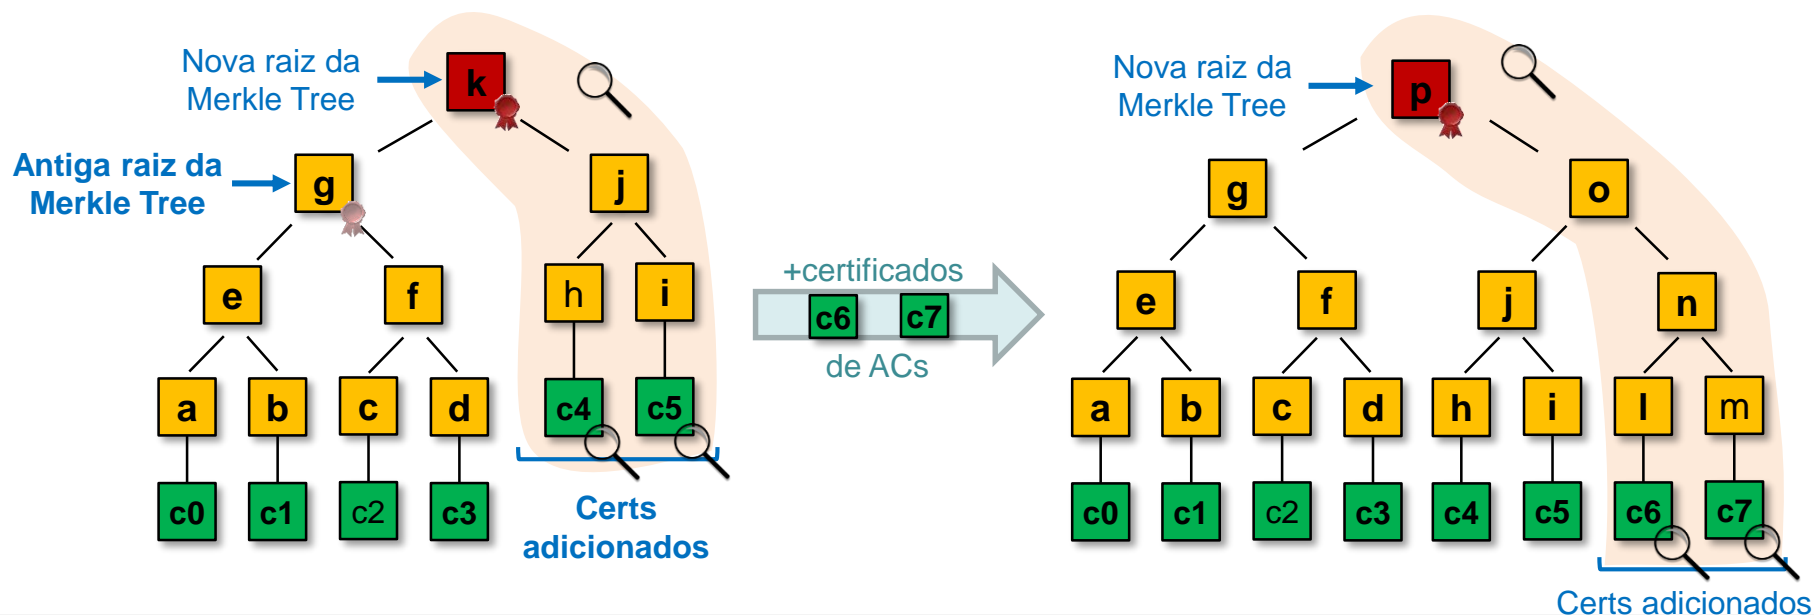 Nova raiz da
Merkle Tree
k
Antiga raiz da
Merkle Tree
g
j
e
f
h
i
a
b
c
d
c4
c5
c0
c1
c2
c3
Certs
adicionados
+certificados
c6
c7
de ACs
Nova raiz da
Merkle Tree
p
g
o
e
f
j
n
a
b
c
d
h
i
l
m
c0
c1
c2
c3
c4
c5
c6
c7
Certs adicionados